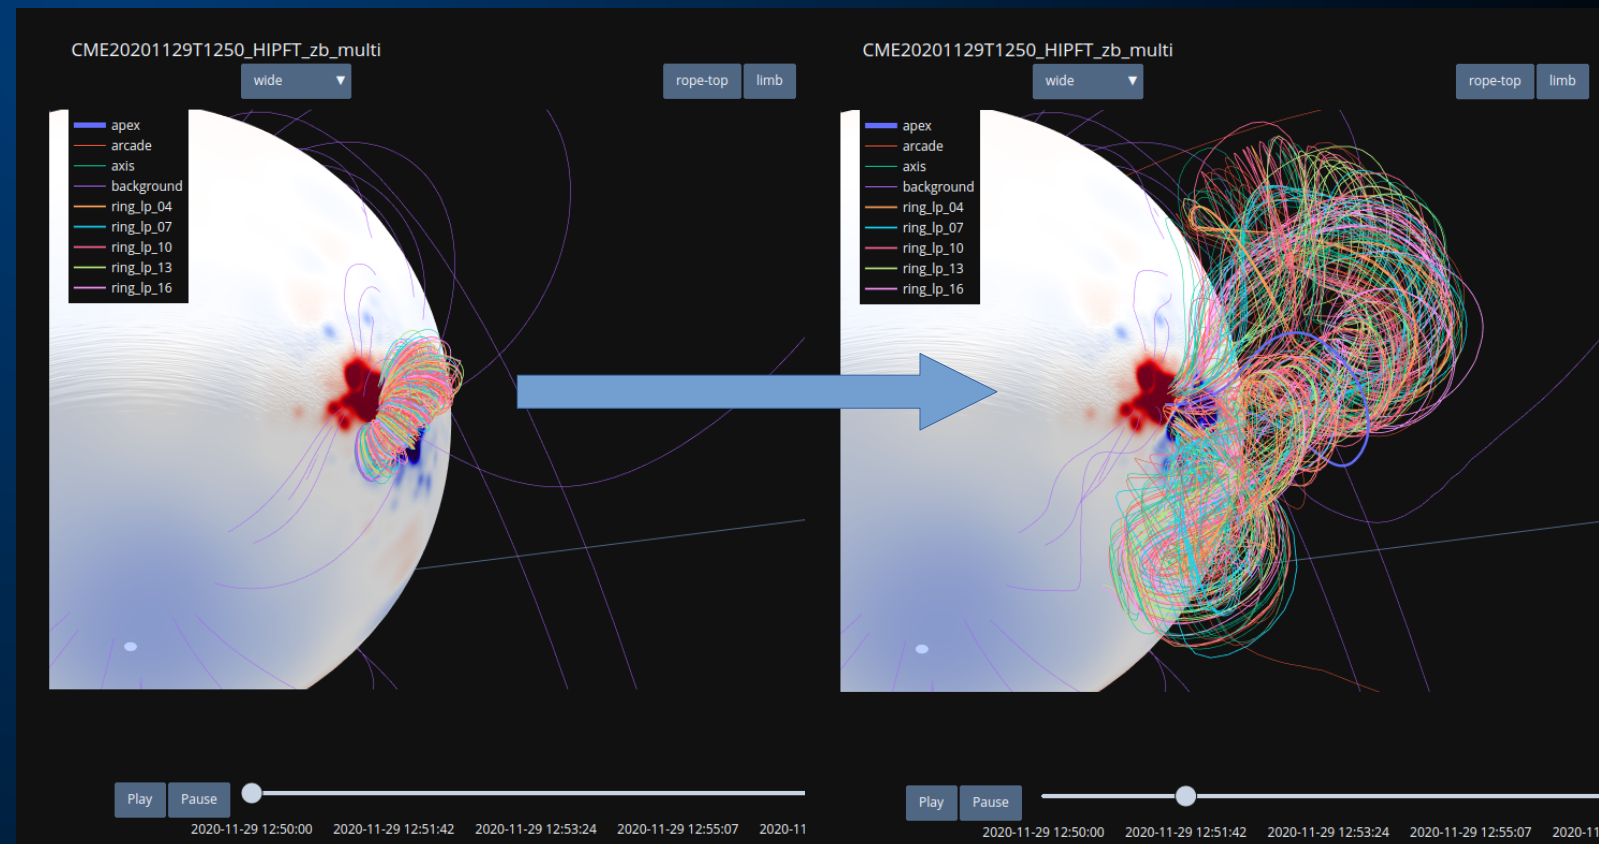 CME20201129T1250_HIPFT_zb_multi
wide ▼
rope-top
limb
apex
arcade
axis
background
ring_lp_04
ring_lp_07
ring_lp_10
ring_lp_13
ring_lp_16
Play
Pause
2020-11-29 12:50:00
2020-11-29 12:51:42
2020-11-29 12:53:24
2020-11-29 12:55:07
2020-11
CME20201129T1250_HIPFT_zb_multi
wide ▼
rope-top
limb
apex
arcade
axis
background
ring_lp_04
ring_lp_07
ring_lp_10
ring_lp_13
ring_lp_16
Play
Pause
2020-11-29 12:50:00
2020-11-29 12:51:42
2020-11-29 12:53:24
2020-11-29 12:55:07
2020-11